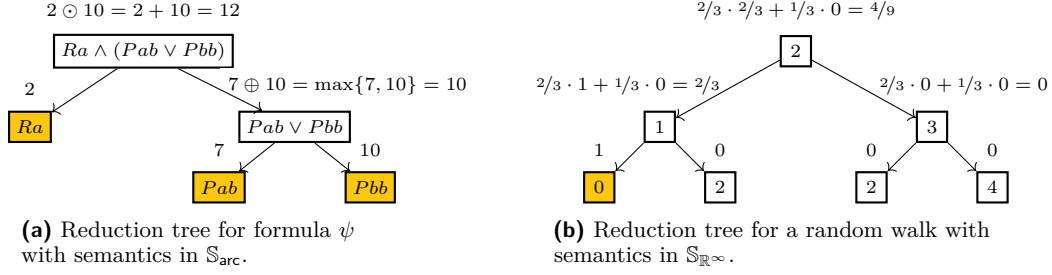 2 ⊙ 10 = 2 + 10 = 12
Ra ∧ (Pab ∨ Pbb)
2
7 ⊕ 10 = max{7, 10} = 10
Ra
Pab ∨ Pbb
7
10
Pab
Pbb
(a) Reduction tree for formula ψ
with semantics in 𝕊arc.
2/3 · 2/3 + 1/3 · 0 = 4/9
2
2/3 · 1 + 1/3 · 0 = 2/3
2/3 · 0 + 1/3 · 0 = 0
1
3
1
0
0
0
0
2
2
4
(b) Reduction tree for a random walk with
semantics in 𝕊ℝ∞.